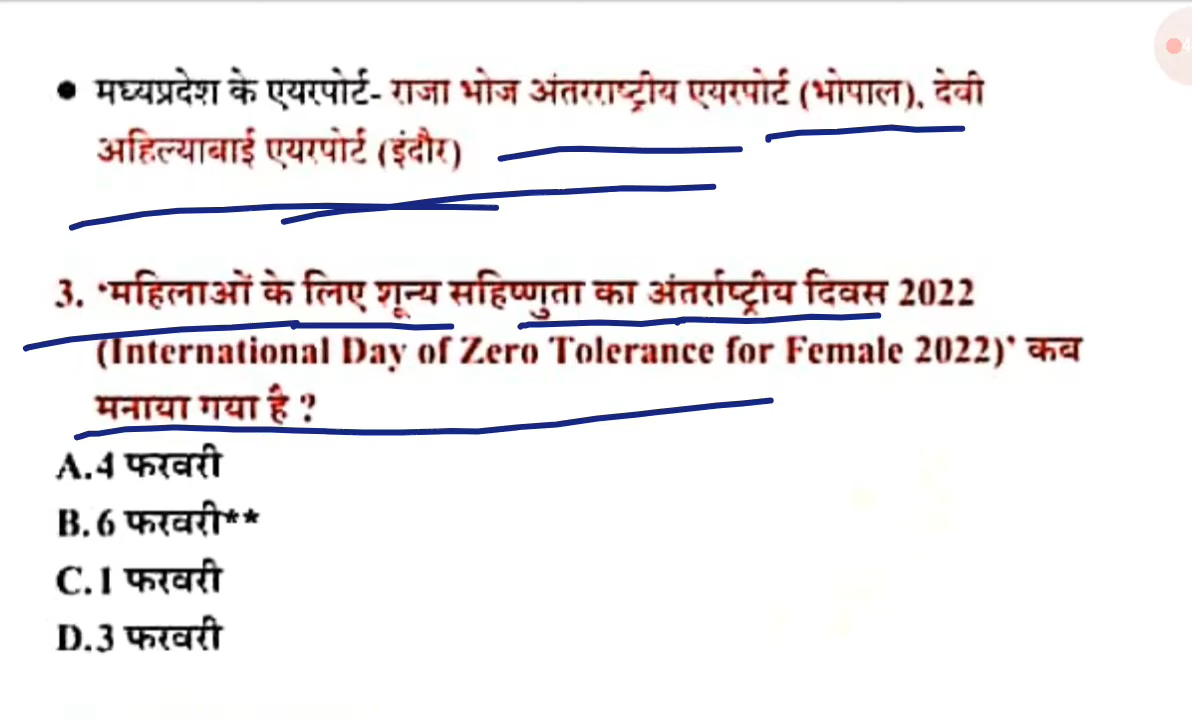 ● मध्यप्रदेश के एयरपोर्ट- राजा भोज अंतरराष्ट्रीय एयरपोर्ट (भोपाल), देवी
अहिल्याबाई एयरपोर्ट (इंदौर)
3. 'महिलाओं के लिए शून्य सहिष्णुता का अंतर्राष्ट्रीय दिवस 2022
(International Day of Zero Tolerance for Female 2022)' कब
मनाया गया है ?
A.4 फरवरी
B.6 फरवरी**
C.1 फरवरी
D.3 फरवरी